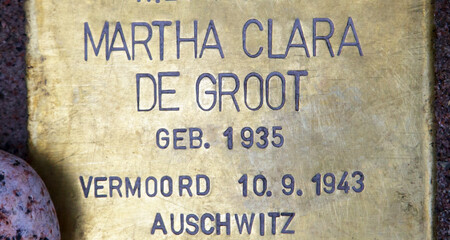 MARTHA CLARA
DE GROOT
GEB. 1935
VERMOORD 10.9.1943
AUSCHWITZ